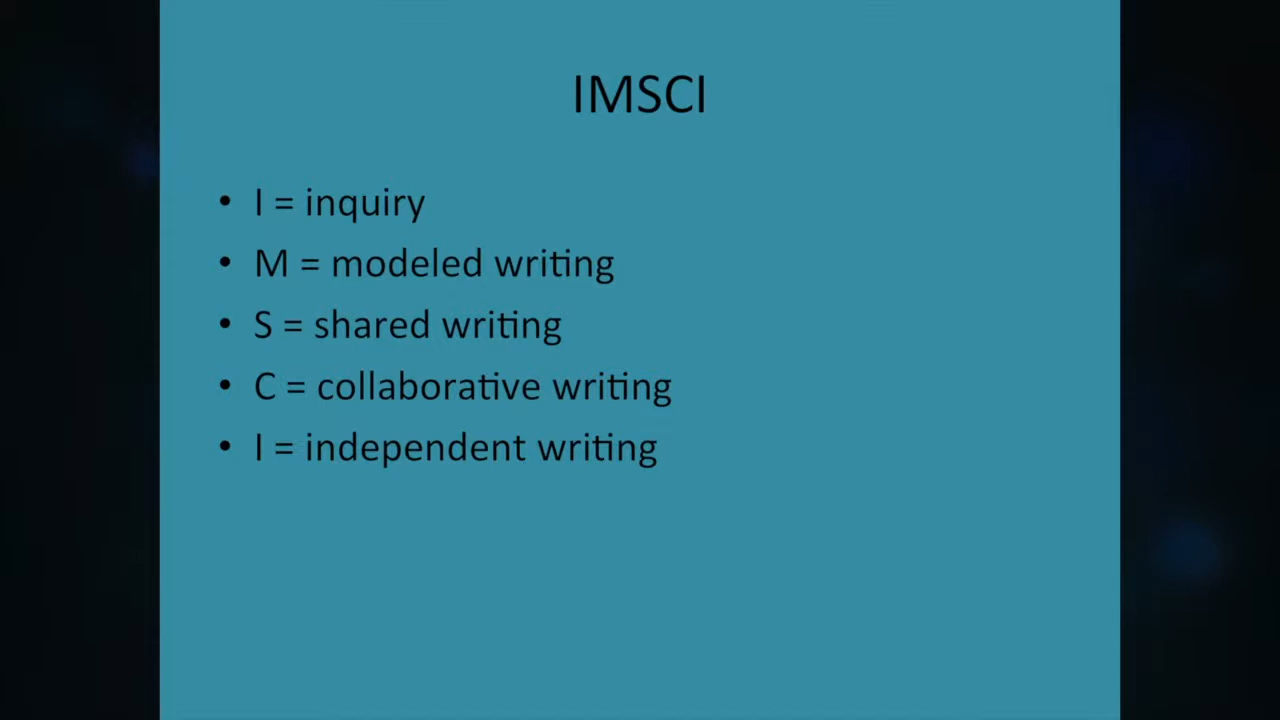 IMSCI
• I = inquiry
• M = modeled writing
• S = shared writing
• C = collaborative writing
• I = independent writing